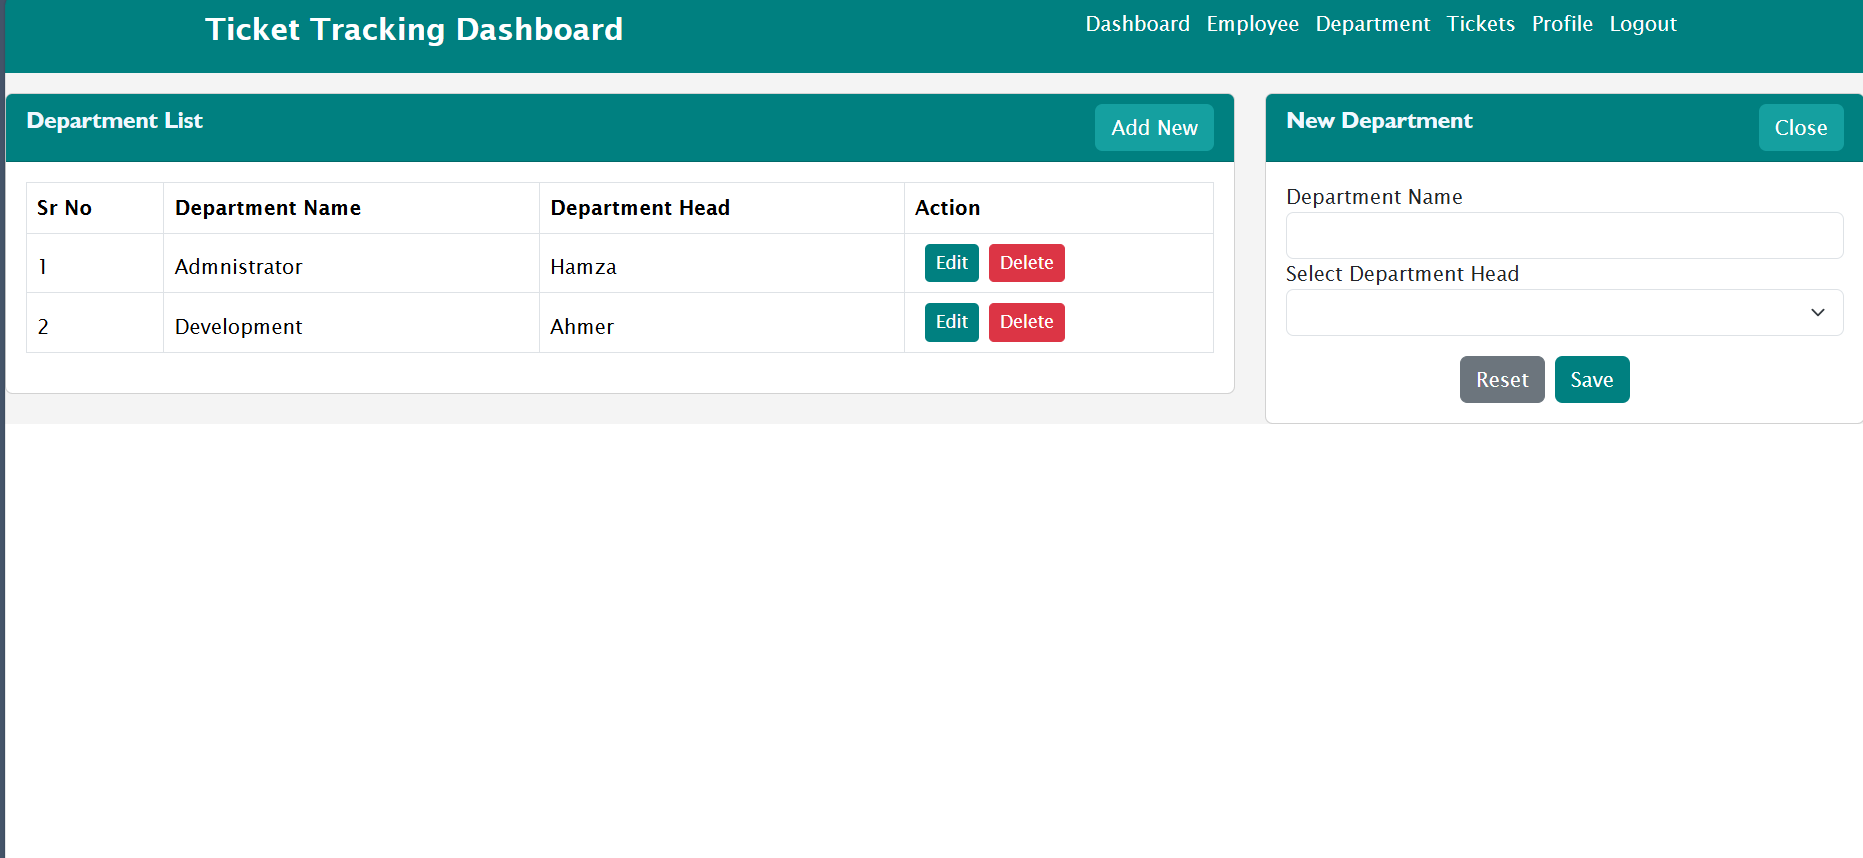 Ticket Tracking Dashboard
Dashboard Employee Department Tickets Profile Logout
Department List
Add New
Sr No Department Name Department Head Action
1 Admnistrator Hamza Edit Delete
2 Development Ahmer Edit Delete
New Department
Close
Department Name
Select Department Head
Reset Save